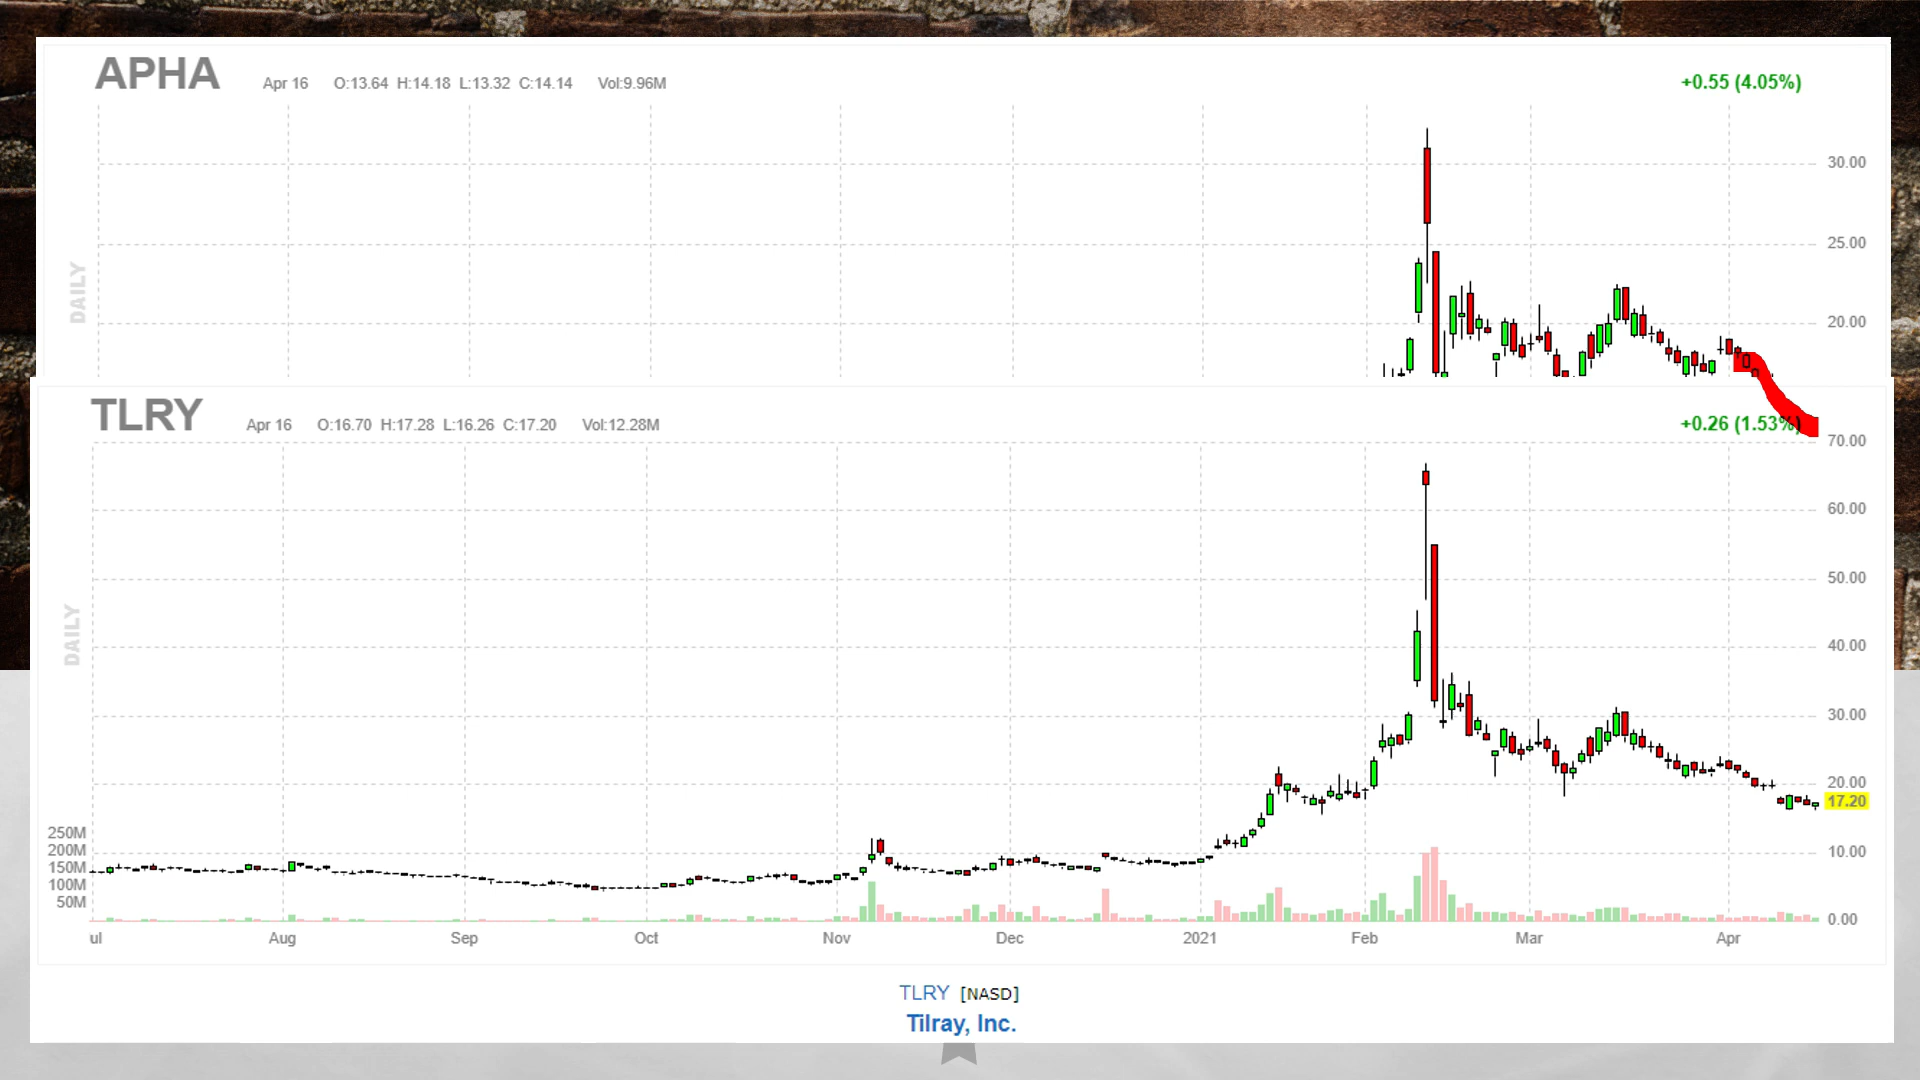 APHA Apr 16 O:13.64 H:14.18 L:13.32 C:14.14 Vol:9.96M +0.55 (4.05%)
30.00
25.00
DAILY
20.00
TLRY Apr 16 O:16.70 H:17.28 L:16.26 C:17.20 Vol:12.28M +0.26 (1.53%)
70.00
60.00
50.00
DAILY
40.00
30.00
20.00
17.20
250M
200M
10.00
150M
100M
50M
0.00
ul Aug Sep Oct Nov Dec 2021 Feb Mar Apr
TLRY [NASD]
Tilray, Inc.